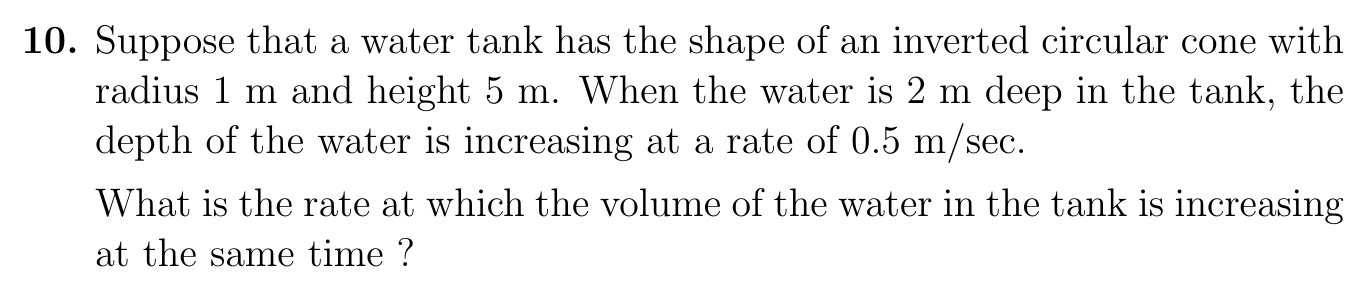 10. Suppose that a water tank has the shape of an inverted circular cone with
radius 1 m and height 5 m. When the water is 2 m deep in the tank, the
depth of the water is increasing at a rate of 0.5 m/sec.
What is the rate at which the volume of the water in the tank is increasing
at the same time ?